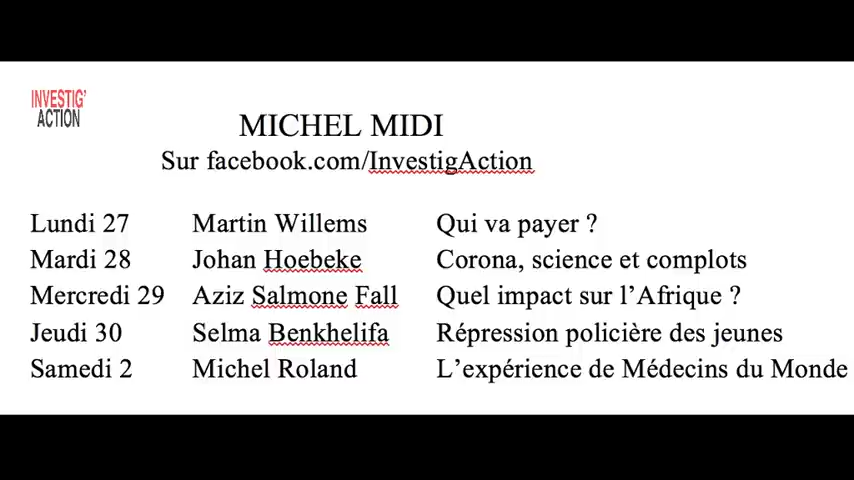 INVESTIG'
ACTION
MICHEL MIDI
Sur facebook.com/InvestigAction
Lundi 27 Martin Willems Qui va payer ?
Mardi 28 Johan Hoebeke Corona, science et complots
Mercredi 29 Aziz Salmone Fall Quel impact sur l’Afrique ?
Jeudi 30 Selma Benkhelifa Répression policière des jeunes
Samedi 2 Michel Roland L’expérience de Médecins du Monde